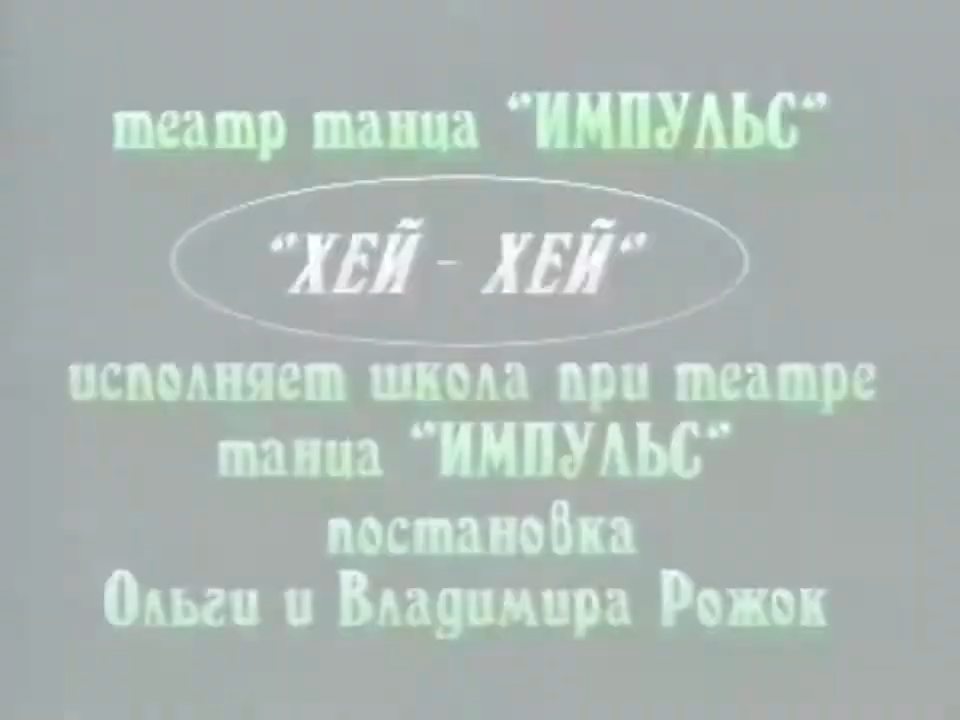 театр танца "ИМПУЛЬС"
"ХЕЙ - ХЕЙ"
исполняет школа при театре
танца "ИМПУЛЬС"
постановка
Ольги и Владимира Рожок